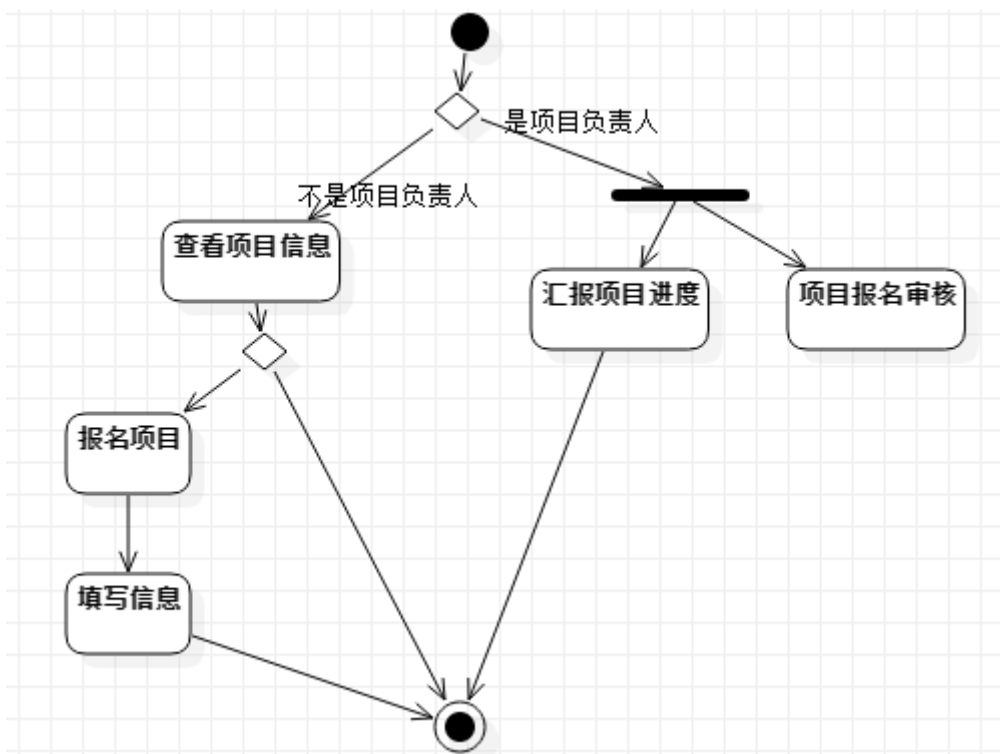 是项目负责人
不是项目负责人
查看项目信息
汇报项目进度
项目报名审核
报名项目
填写信息